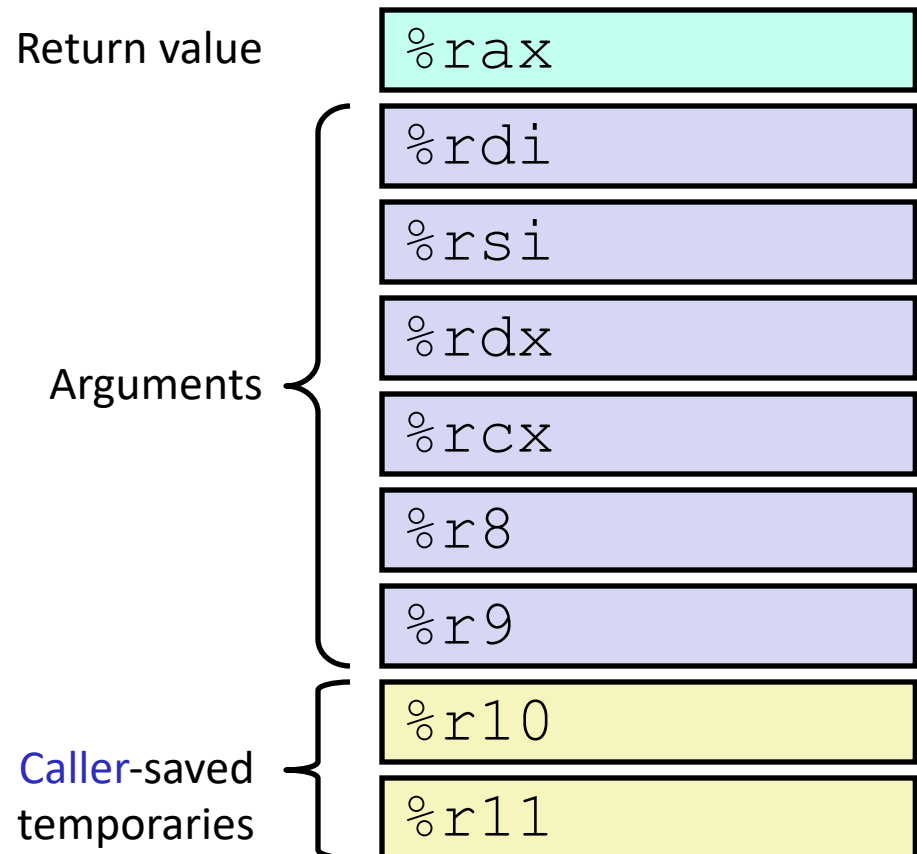 Return value
%rax
%rdi
%rsi
%rdx
Arguments
%rcx
%r8
%r9
%r10
Caller-saved
temporaries
%r11